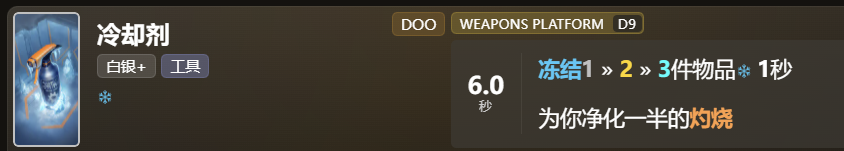 冷却剂
DOO
白银+
工具
WEAPONS PLATFORM D9
6.0
秒
冻结1 » 2 » 3件物品 1秒
为你净化一半的灼烧